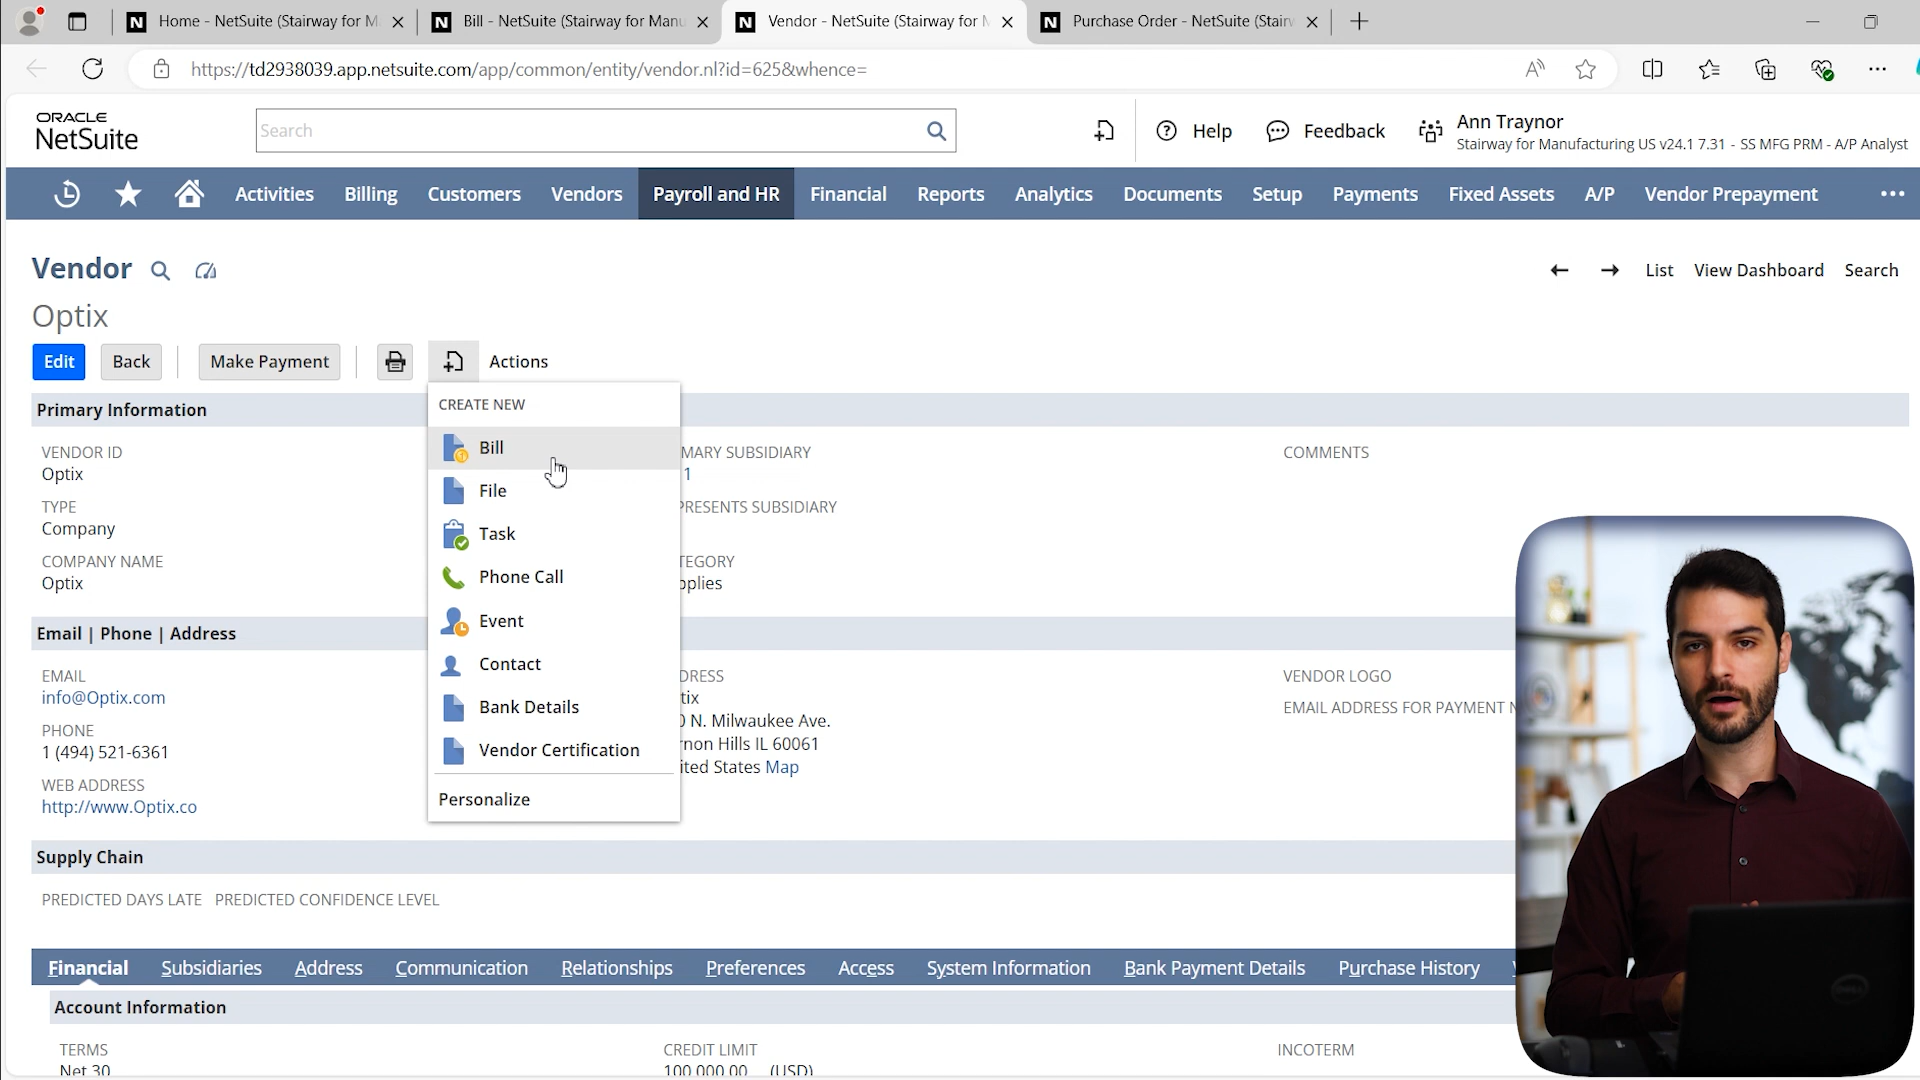 Home - NetSuite (Stairway for M
Bill - NetSuite (Stairway for Manu
Vendor - NetSuite (Stairway for
Purchase Order - NetSuite (Stair
https://td2938039.app.netsuite.com/app/common/entity/vendor.nl?id=625&whence=
ORACLE
NetSuite
Search
Help
Feedback
Ann Traynor
Stairway for Manufacturing US v24.1 7.31 - SS MFG PRM - A/P Analyst
Activities Billing Customers Vendors Payroll and HR Financial Reports Analytics Documents Setup Payments Fixed Assets A/P Vendor Prepayment
Vendor
List View Dashboard Search
Optix
Edit Back Make Payment Actions
CREATE NEW
Bill
File
Task
Phone Call
Event
Contact
Bank Details
Vendor Certification
Personalize
Primary Information
VENDOR ID
Optix
TYPE
Company
COMPANY NAME
Optix
MARY SUBSIDIARY
1
PRESENTS SUBSIDIARY
TEGORY
pplies
COMMENTS
Email | Phone | Address
EMAIL
info@Optix.com
PHONE
1 (494) 521-6361
WEB ADDRESS
http://www.Optix.co
DRESS
tix
0 N. Milwaukee Ave.
rnon Hills IL 60061
ited States Map
VENDOR LOGO
EMAIL ADDRESS FOR PAYMENT N
Supply Chain
PREDICTED DAYS LATE PREDICTED CONFIDENCE LEVEL
Financial Subsidiaries Address Communication Relationships Preferences Access System Information Bank Payment Details Purchase History
Account Information
TERMS
Net 30
CREDIT LIMIT
100,000.00 (USD)
INCOTERM
DELL